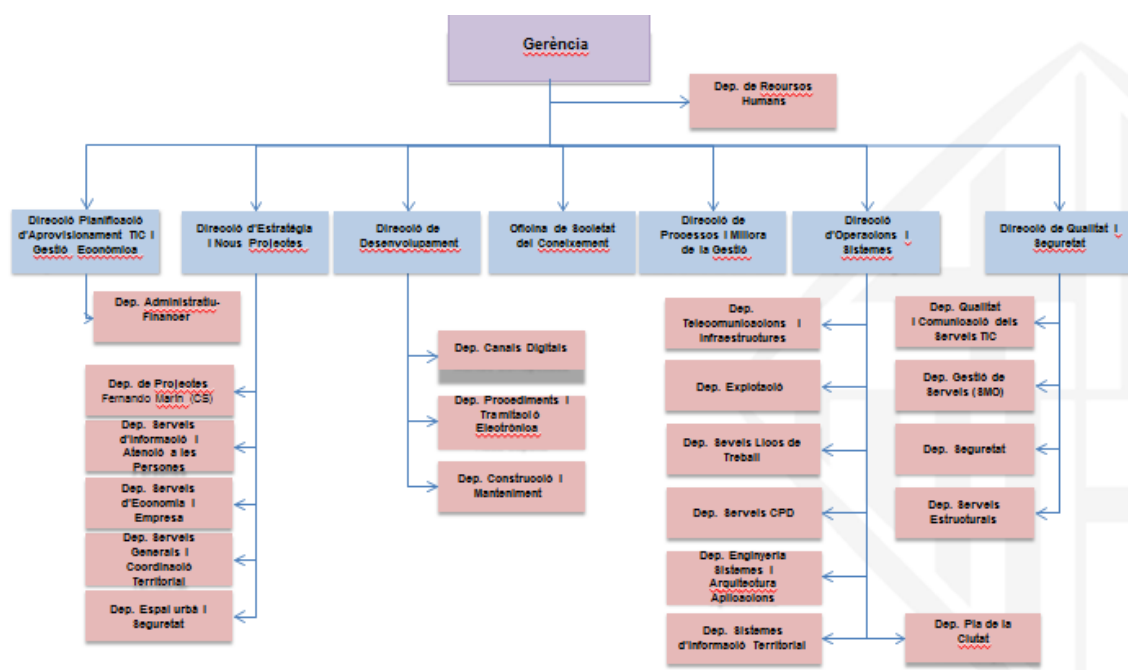 Gerència
Dep. de Recursos
Humans
Direcció Planificació
d'Aprovisionament TIC i
Gestió Econòmica
Direcció d'Estratègia
i Nous Projectes
Direcció de
Desenvolupament
Oficina de Societat
del Coneixement
Direcció de
Processos i Millora
de la Gestió
Direcció
d'Operacions i
Sistemes
Direcció de Qualitat i
Seguretat
Dep. Administratiu-
Financer
Dep. de Projectes
Fernando Marín (CS)
Dep. Serveis
d'Informació i
Atenció a les
Persones
Dep. Serveis
d'Economia i
Empresa
Dep. Serveis
Generals i
Coordinació
Territorial
Dep. Espai urbà i
Seguretat
Dep. Canals Digitals
Dep. Procediments i
Tramitació
Electrònica
Dep. Construcció i
Manteniment
Dep.
Telecomunicacions i
Infraestructures
Dep. Explotació
Dep. Seveis Llocs de
Treball
Dep. Serveis CPD
Dep. Enginyeria
Sistemes i
Arquitectura
Aplicacions
Dep. Sistemes
d'Informació Territorial
Dep. Qualitat
i Comunicació dels
Serveis TIC
Dep. Gestió de
Serveis (SMO)
Dep. Seguretat
Dep. Serveis
Estructurals
Dep. Pla de la
Ciutat